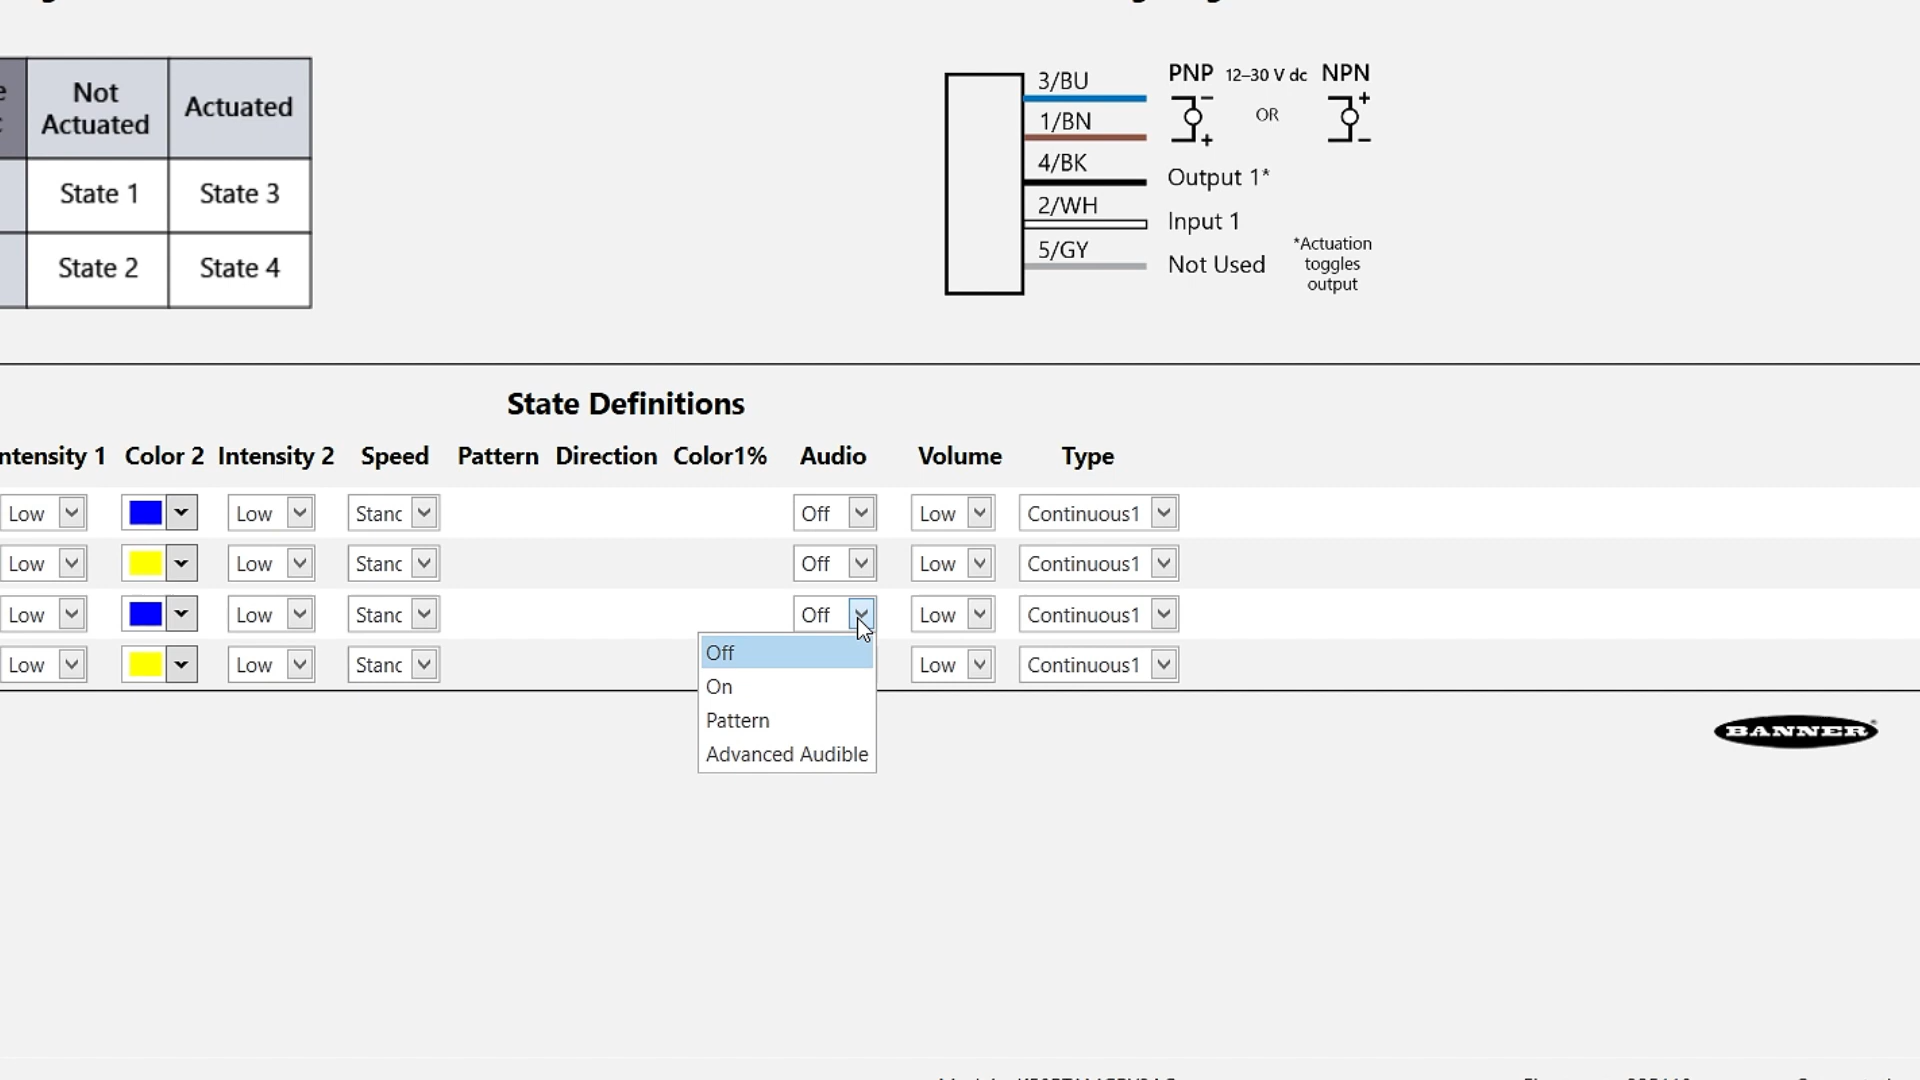 Not
Actuated
Actuated
State 1
State 3
State 2
State 4
3/BU
1/BN
4/BK
2/WH
5/GY
PNP 12–30 V dc NPN
OR
Output 1*
Input 1
Not Used
*Actuation
toggles
output
State Definitions
ntensity 1 Color 2 Intensity 2 Speed Pattern Direction Color1% Audio Volume Type
Low Low Stanc Off Low Continuous1
Low Low Stanc Off Low Continuous1
Low Low Stanc Off Low Continuous1
Low Low Stanc Low Continuous1
Off
On
Pattern
Advanced Audible
BANNER